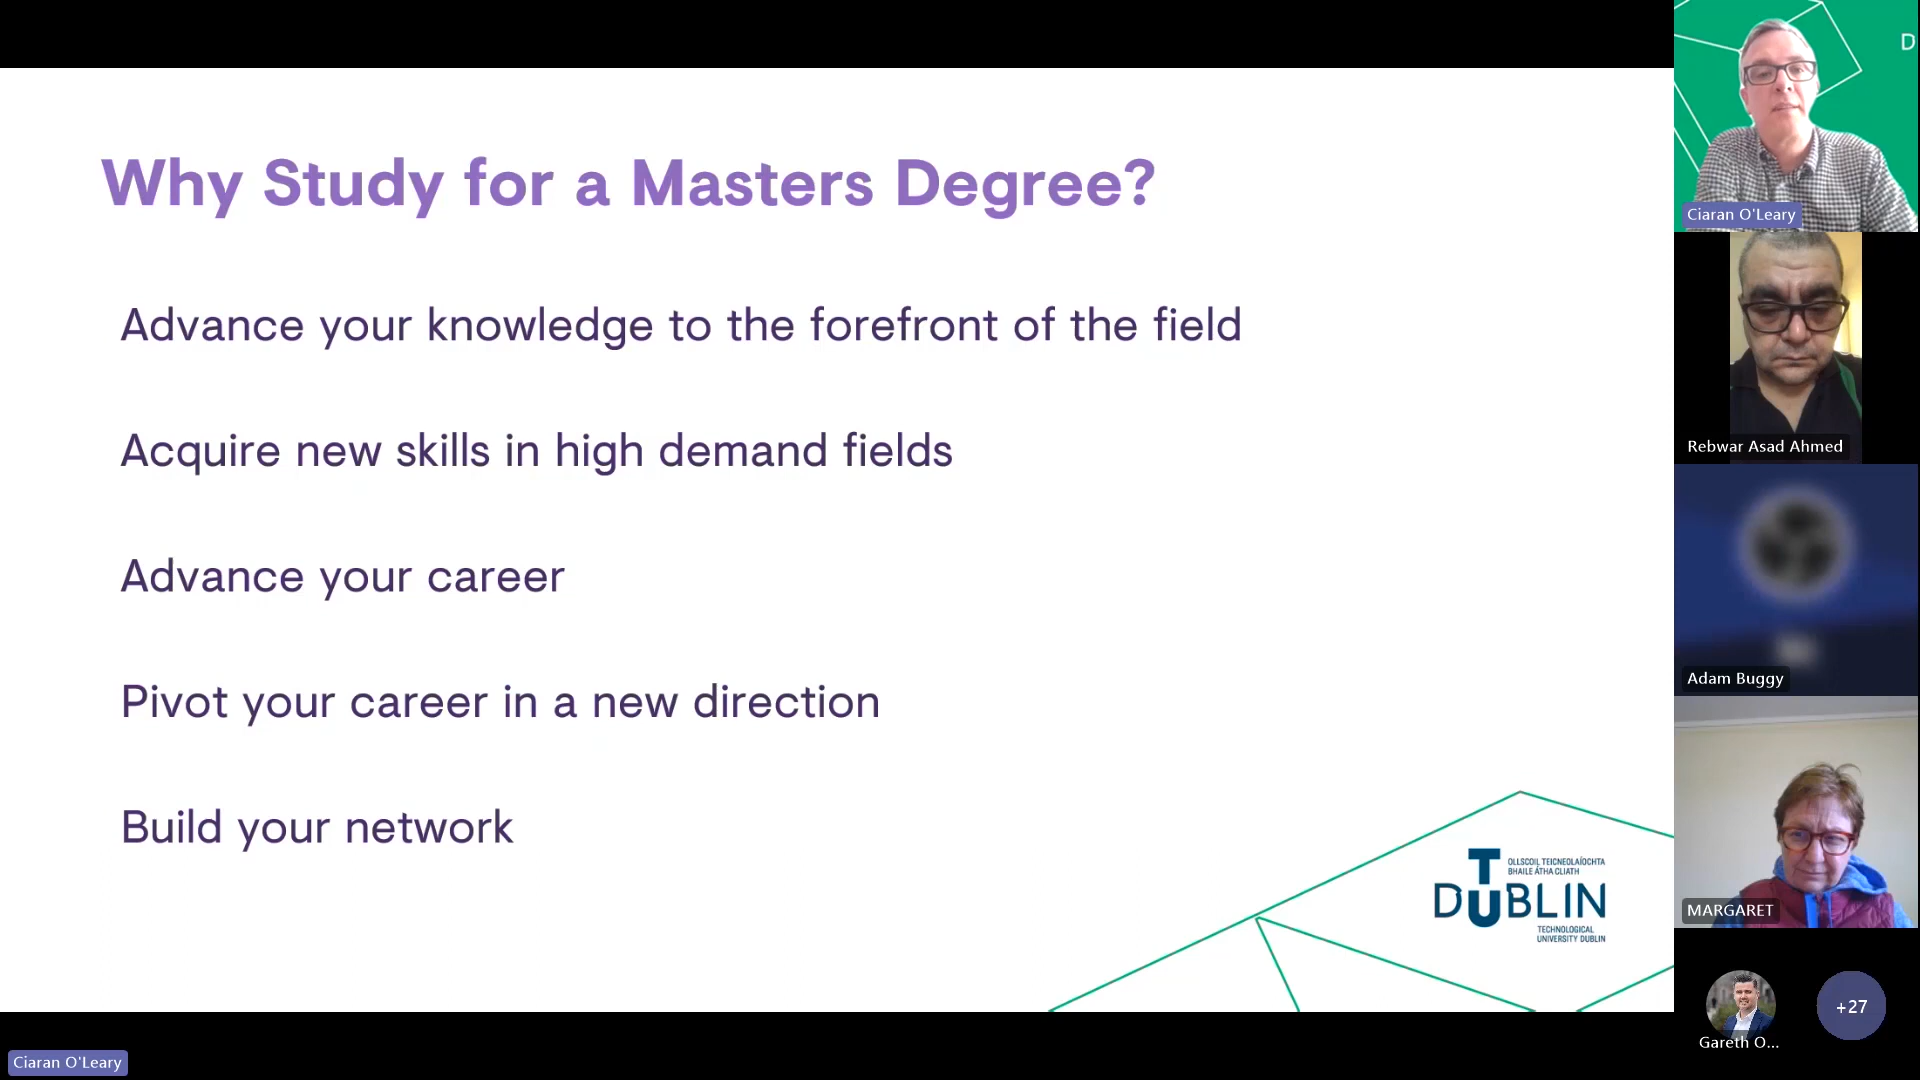 Why Study for a Masters Degree?
Advance your knowledge to the forefront of the field
Acquire new skills in high demand fields
Advance your career
Pivot your career in a new direction
Build your network
OLLSCOIL TEICNEOLAÍOCHTA
BHAILE ÁTHA CLIATH
TU DUBLIN
TECHNOLOGICAL
UNIVERSITY DUBLIN
D
Ciaran O'Leary
Rebwar Asad Ahmed
Adam Buggy
MARGARET
Gareth O...
+27
Ciaran O'Leary